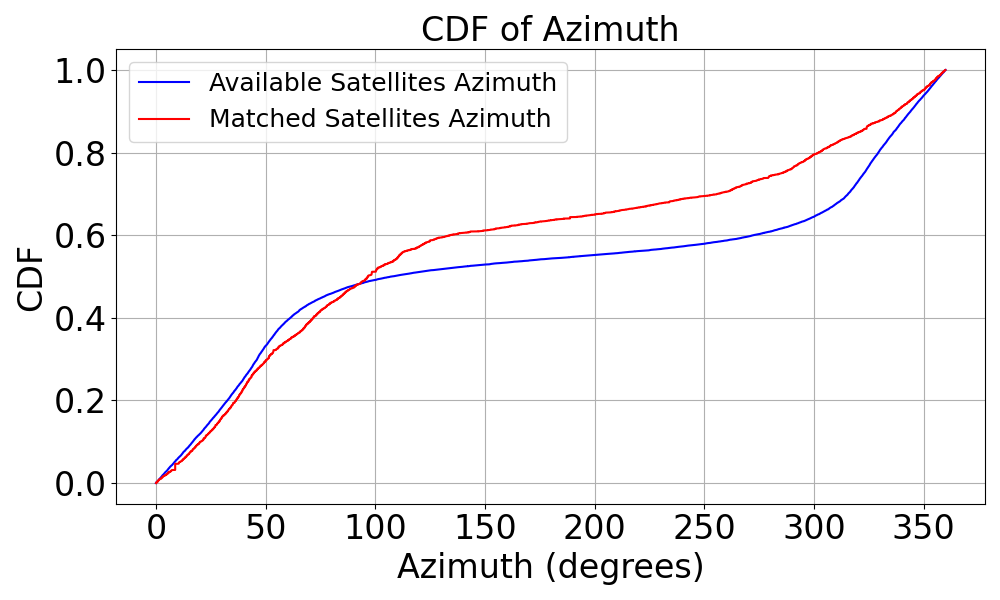 CDF of Azimuth
Available Satellites Azimuth
Matched Satellites Azimuth
CDF
1.0
0.8
0.6
0.4
0.2
0.0
0 50 100 150 200 250 300 350
Azimuth (degrees)